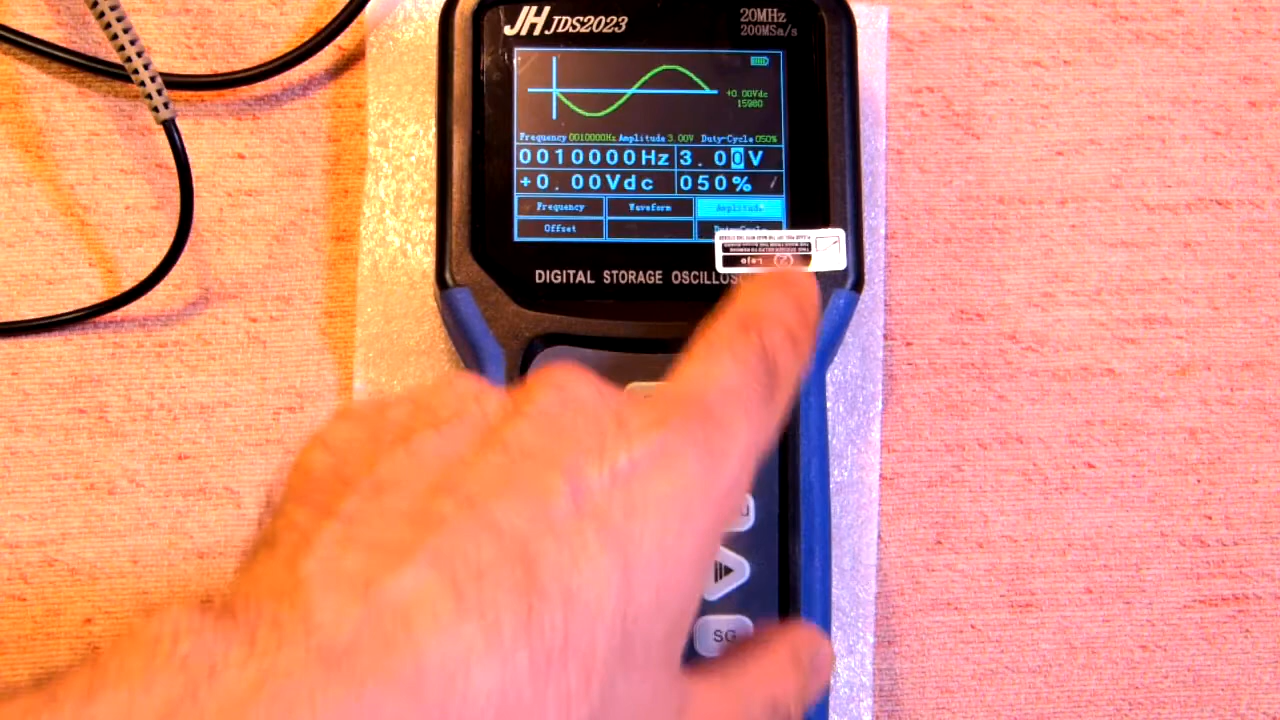 JH JDS2023
20MHz
200MSa/s
+0.00Vdc
15980
Frequency 0010000Hz Amplitude 3.00V Duty-Cycle 050%
0010000Hz 3.00V
+0.00Vdc 050%
Frequency Waveform Amplitude
Offset
DIGITAL STORAGE
SG